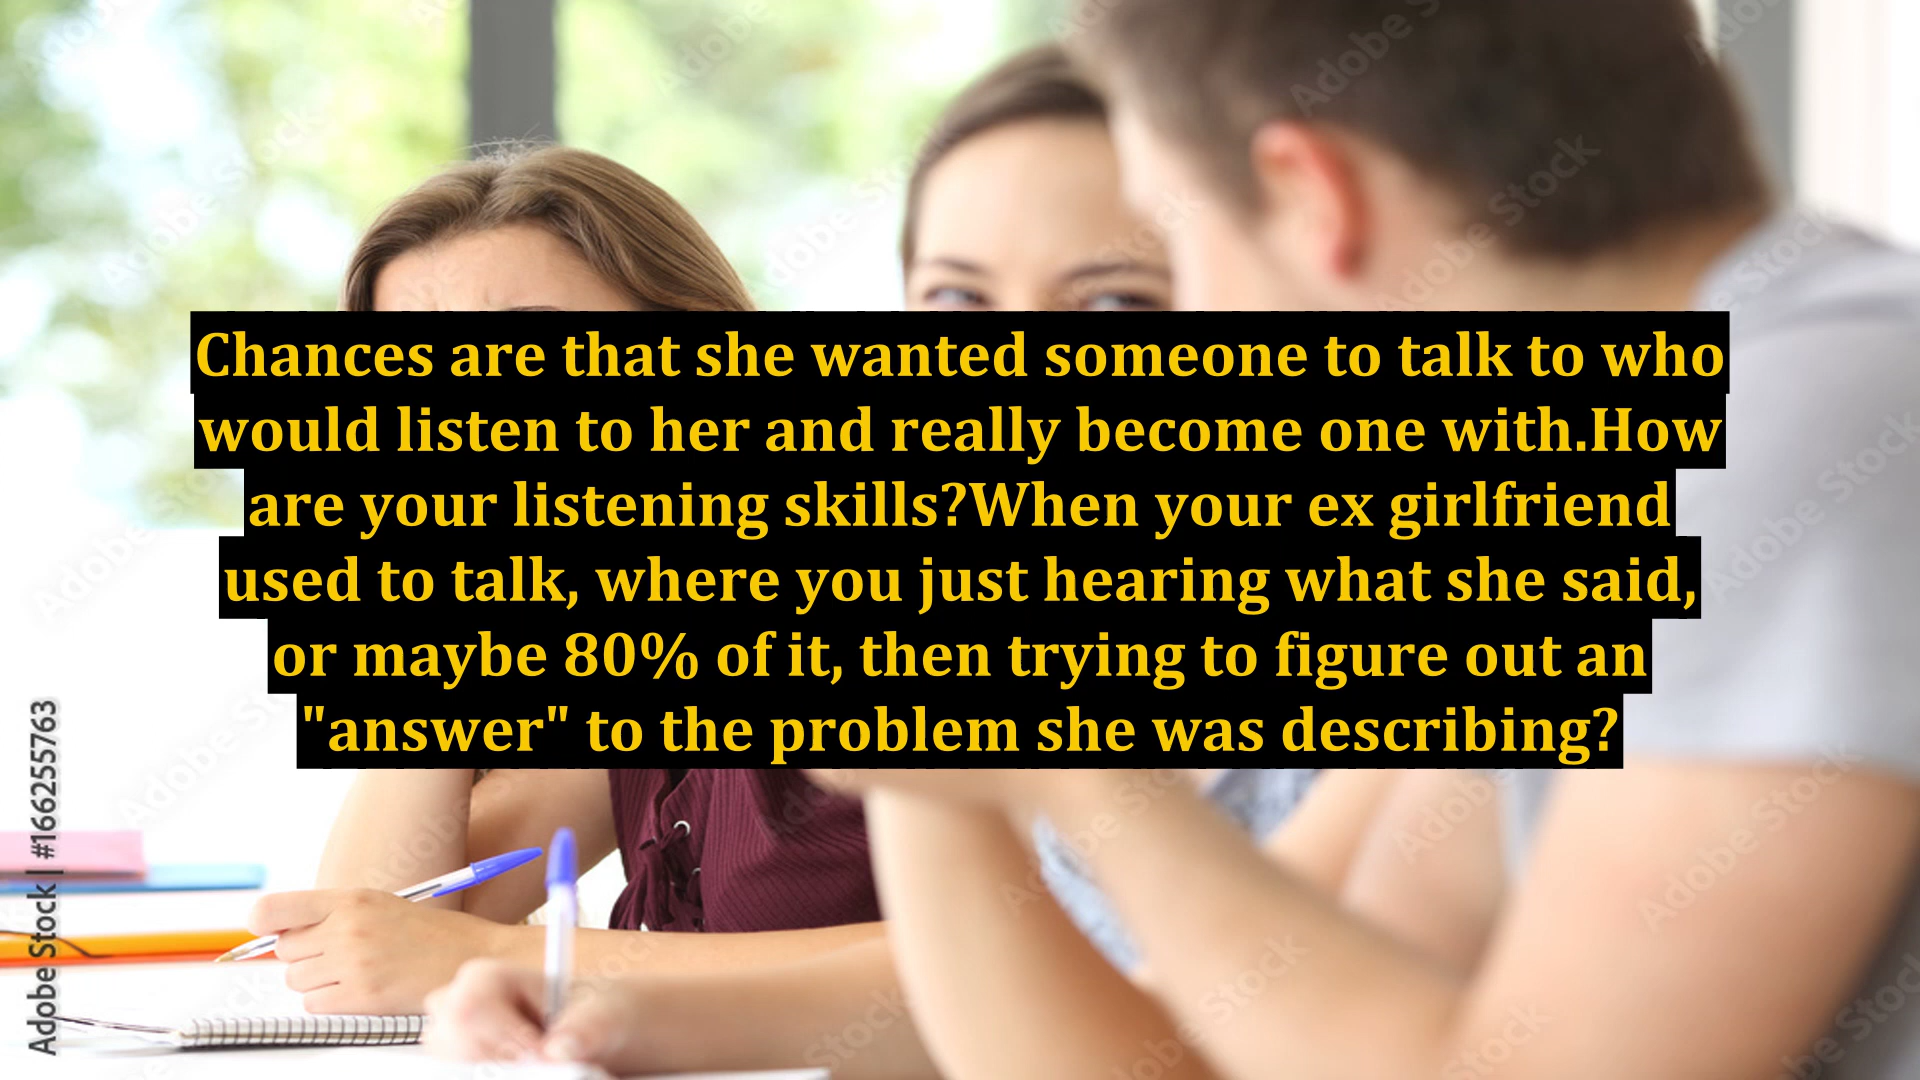 Chances are that she wanted someone to talk to who
would listen to her and really become one with.How
are your listening skills?When your ex girlfriend
used to talk, where you just hearing what she said,
or maybe 80% of it, then trying to figure out an
"answer" to the problem she was describing?
Adobe Stock | #166255763